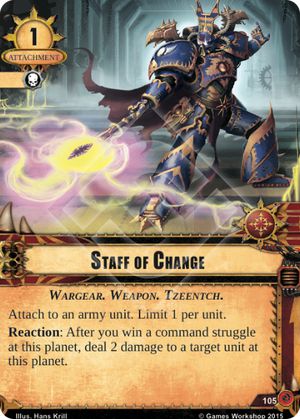 1
ATTACHMENT
STAFF OF CHANGE
WARGEAR. WEAPON. TZEENTCH.
Attach to an army unit. Limit 1 per unit.
Reaction: After you win a command struggle
at this planet, deal 2 damage to a target unit at
this planet.
105
Illus. Hans Krill
© Games Workshop 2015